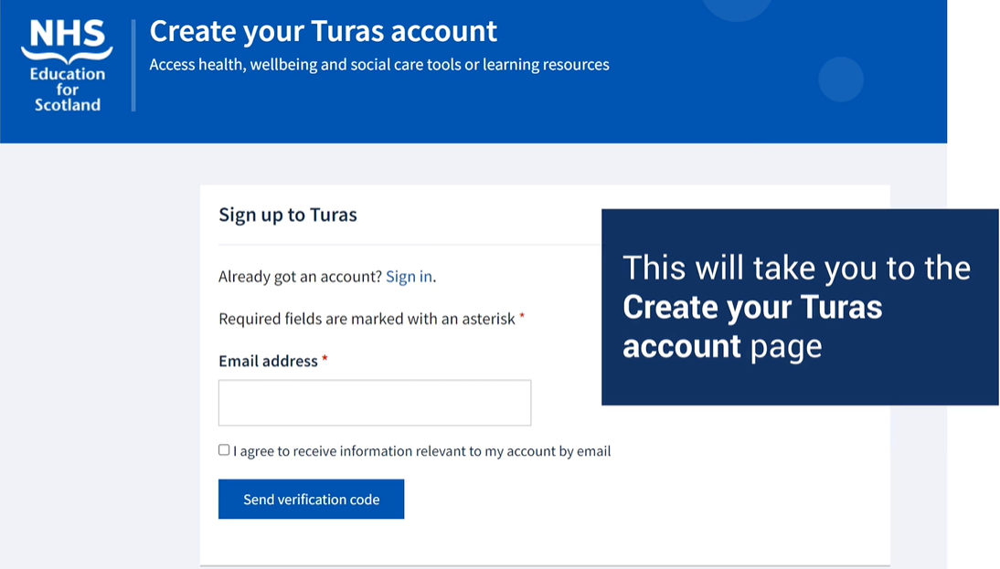 NHS
Education
for
Scotland
Create your Turas account
Access health, wellbeing and social care tools or learning resources
Sign up to Turas
Already got an account? Sign in.
Required fields are marked with an asterisk *
Email address *
I agree to receive information relevant to my account by email
Send verification code
This will take you to the
Create your Turas
account page